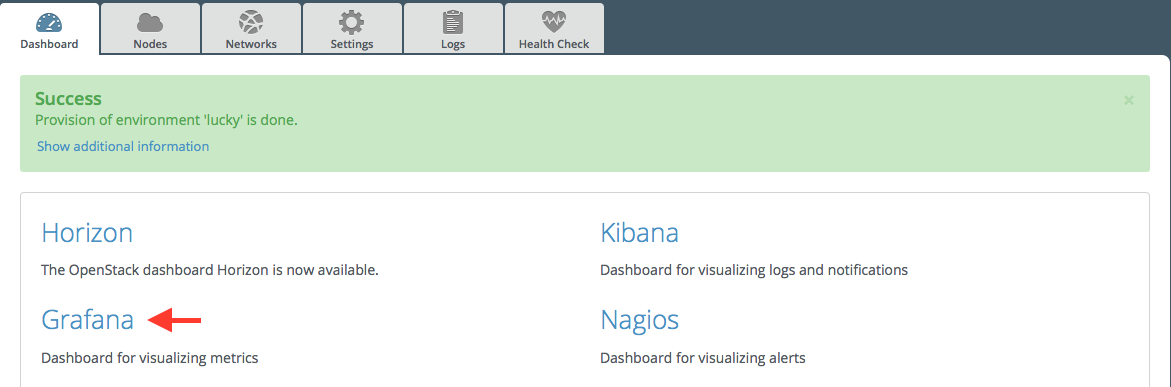 Dashboard
Nodes
Networks
Settings
Logs
Health Check
Success
×
Provision of environment 'lucky' is done.
Show additional information
Horizon
The OpenStack dashboard Horizon is now available.
Kibana
Dashboard for visualizing logs and notifications
Grafana
Dashboard for visualizing metrics
Nagios
Dashboard for visualizing alerts